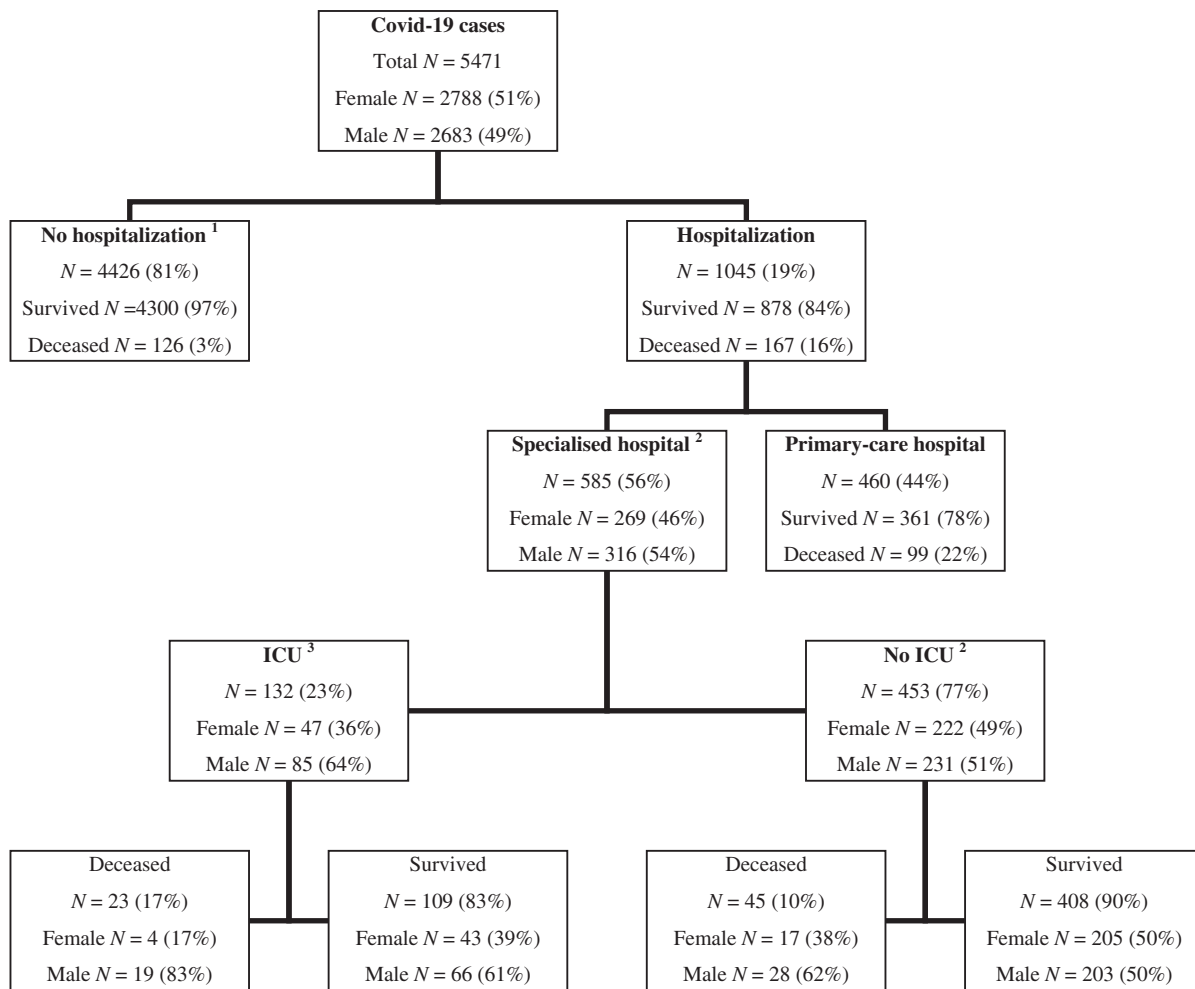 Covid-19 cases
Total N = 5471
Female N = 2788 (51%)
Male N = 2683 (49%)
No hospitalization 1
N = 4426 (81%)
Survived N =4300 (97%)
Deceased N = 126 (3%)
Hospitalization
N = 1045 (19%)
Survived N = 878 (84%)
Deceased N = 167 (16%)
Specialised hospital 2
N = 585 (56%)
Female N = 269 (46%)
Male N = 316 (54%)
Primary-care hospital
N = 460 (44%)
Survived N = 361 (78%)
Deceased N = 99 (22%)
ICU 3
N = 132 (23%)
Female N = 47 (36%)
Male N = 85 (64%)
No ICU 2
N = 453 (77%)
Female N = 222 (49%)
Male N = 231 (51%)
Deceased
N = 23 (17%)
Female N = 4 (17%)
Male N = 19 (83%)
Survived
N = 109 (83%)
Female N = 43 (39%)
Male N = 66 (61%)
Deceased
N = 45 (10%)
Female N = 17 (38%)
Male N = 28 (62%)
Survived
N = 408 (90%)
Female N = 205 (50%)
Male N = 203 (50%)